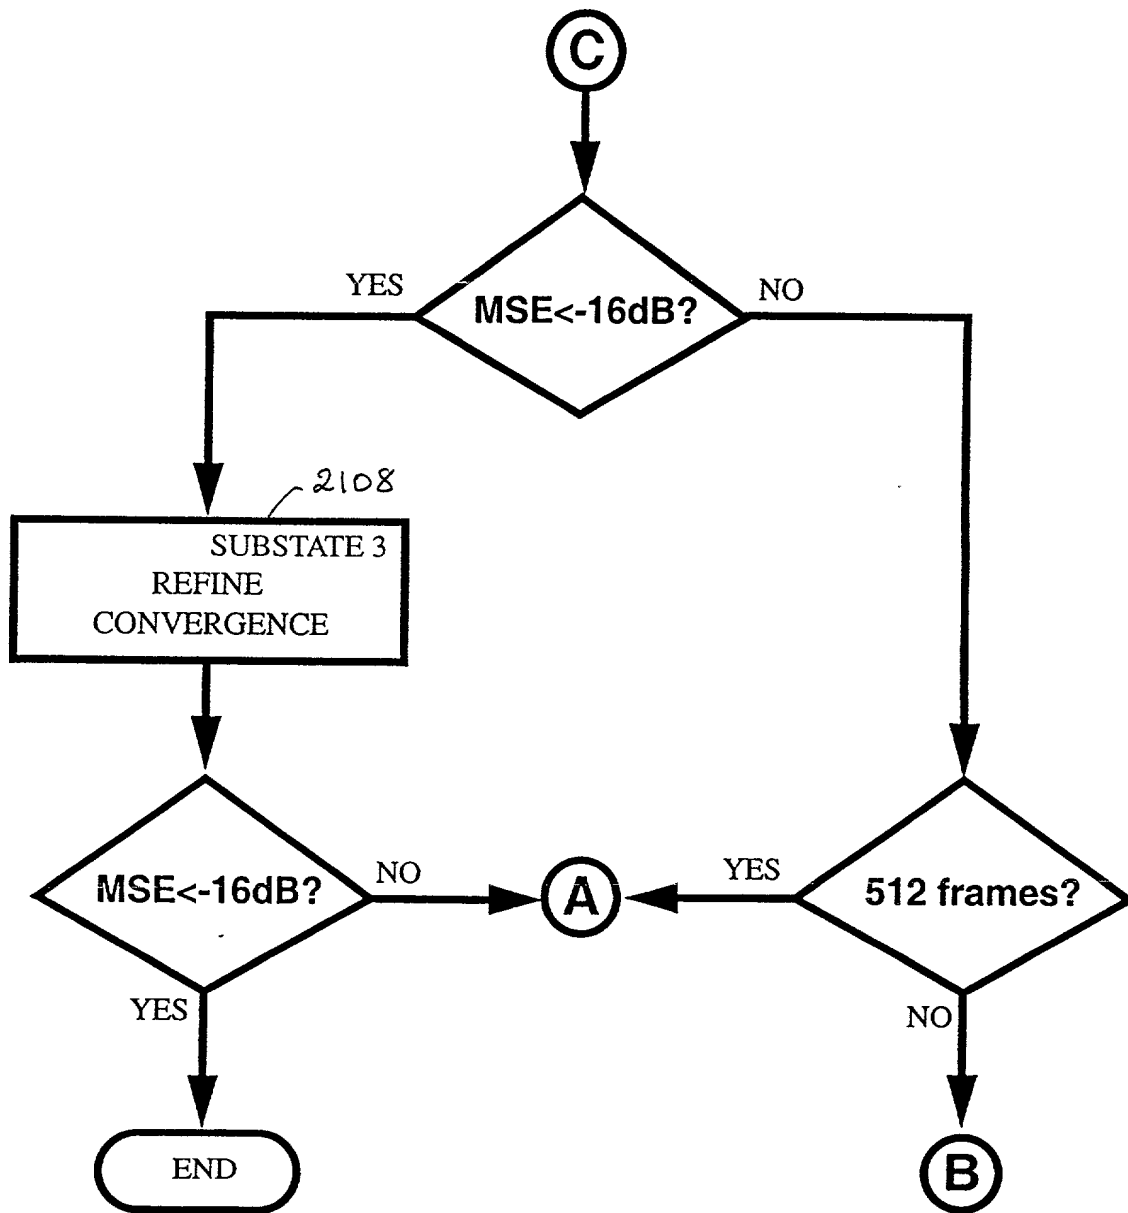 C
YES
MSE<-16dB?
NO
2108
SUBSTATE 3
REFINE
CONVERGENCE
MSE<-16dB?
NO
A
YES
512 frames?
YES
NO
END
B